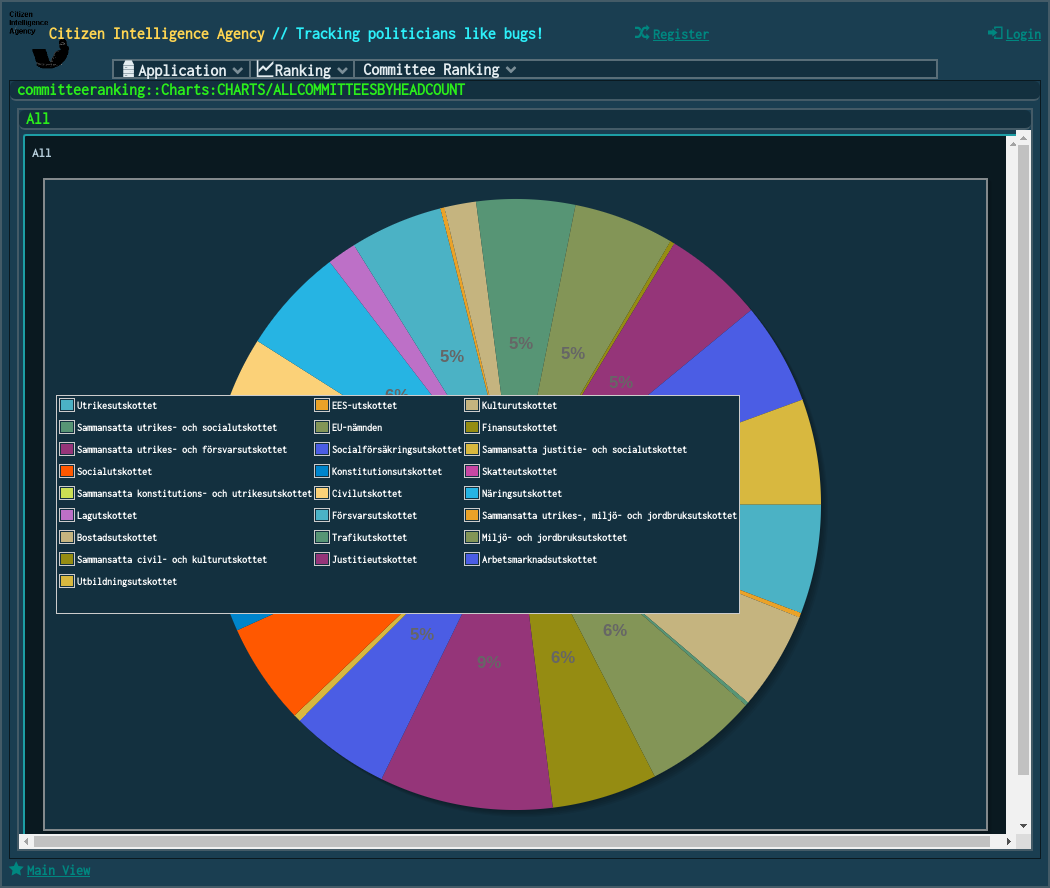 Citizen
Intelligence
Agency
Citizen Intelligence Agency // Tracking politicians like bugs!
Register
Login
Application
Ranking
Committee Ranking
committeeranking::Charts:CHARTS/ALLCOMMITTEESBYHEADCOUNT
All
All
5%
5%
5%
5%
6%
Utrikesutskottet
EES-utskottet
Kulturutskottet
Sammansatta utrikes- och socialutskottet
EU-nämnden
Finansutskottet
Sammansatta utrikes- och försvarsutskottet
Socialförsäkringsutskottet
Sammansatta justitie- och socialutskottet
Socialutskottet
Konstitutionsutskottet
Skatteutskottet
Sammansatta konstitutions- och utrikesutskottet
Civilutskottet
Näringsutskottet
Lagutskottet
Försvarsutskottet
Sammansatta utrikes-, miljö- och jordbruksutskottet
Bostadsutskottet
Trafikutskottet
Miljö- och jordbruksutskottet
Sammansatta civil- och kulturutskottet
Justitieutskottet
Arbetsmarknadsutskottet
Utbildningsutskottet
5%
6%
9%
6%
Main View